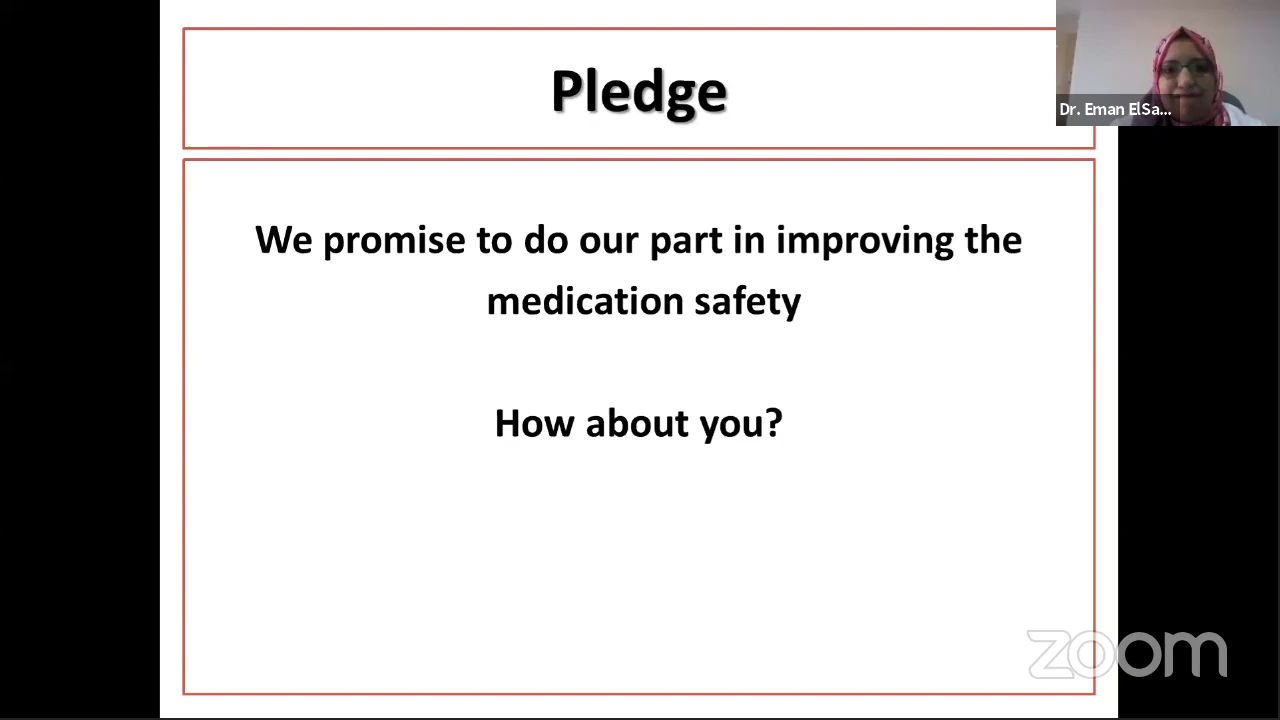 Pledge
Dr. Eman ElSa...
We promise to do our part in improving the
medication safety
How about you?
zoom